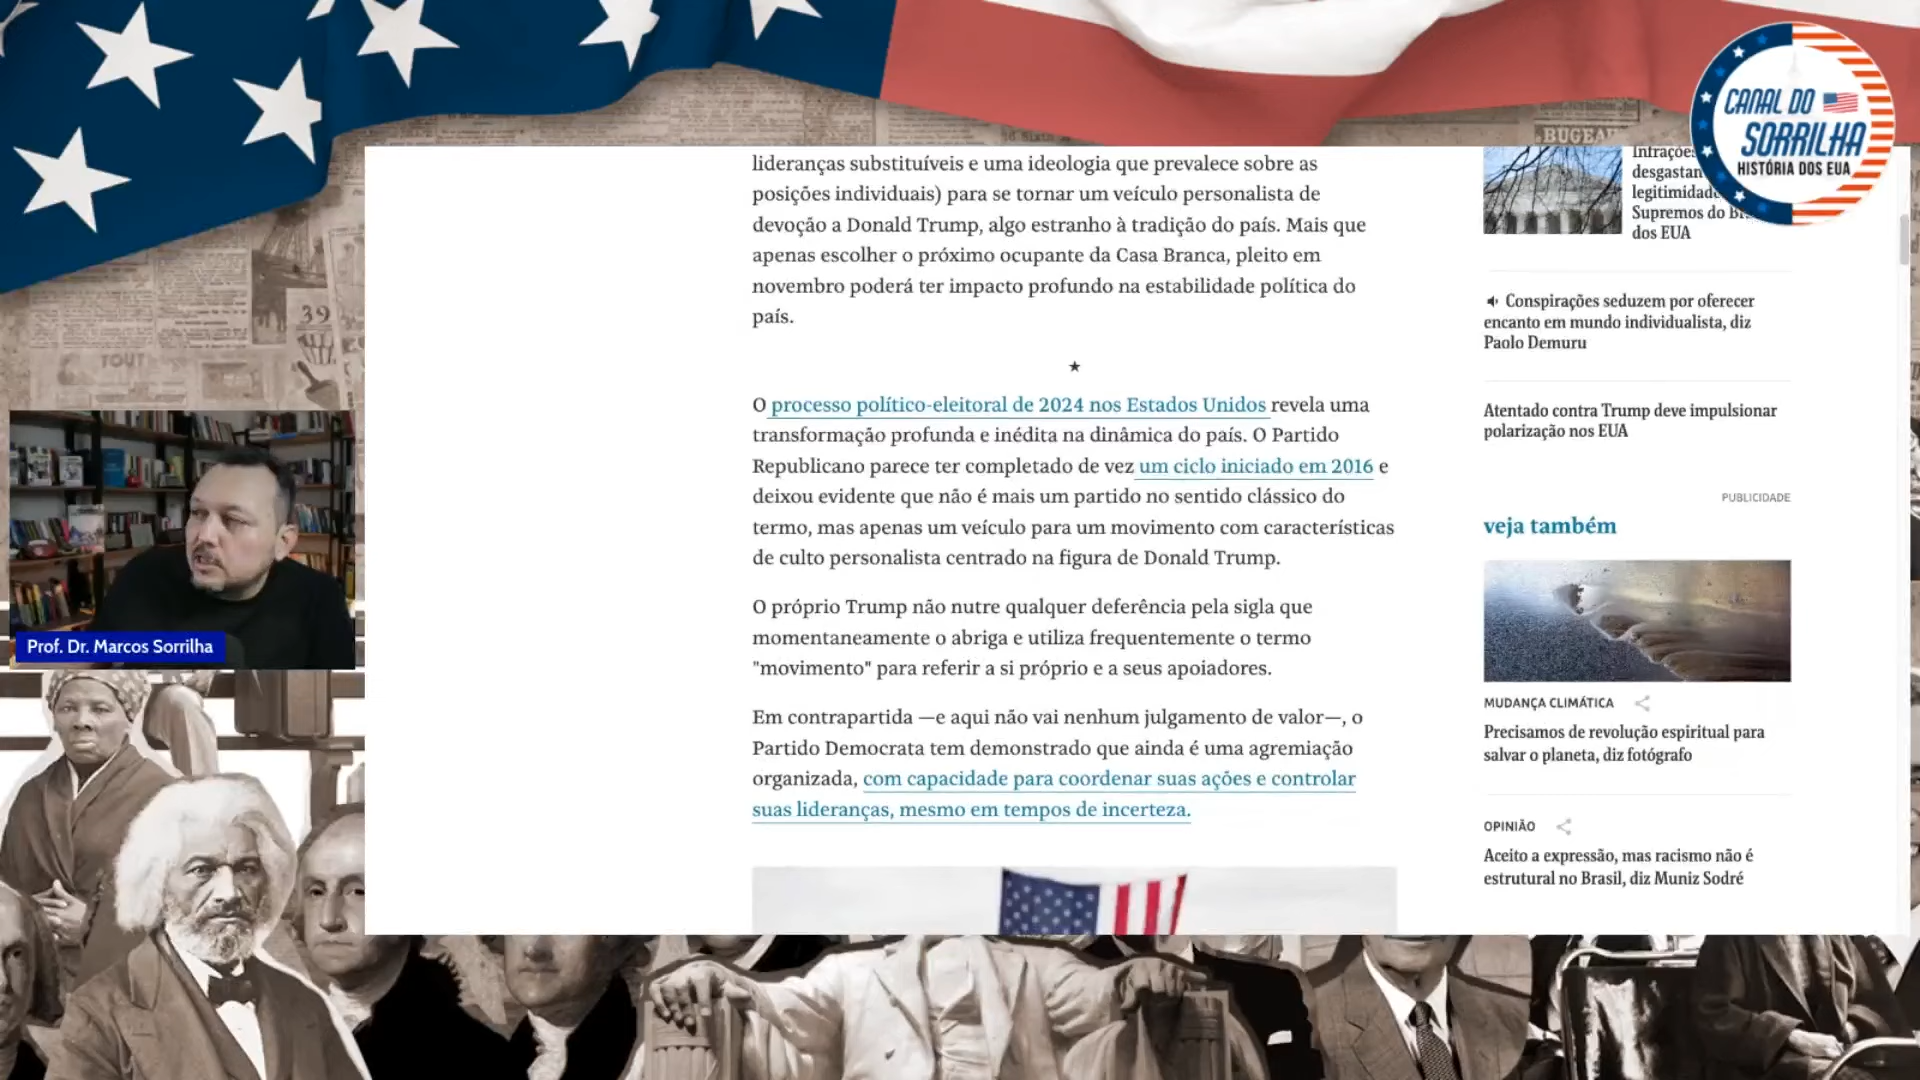 CANAL DO
SORRILHA
HISTÓRIA DOS EUA
BUGEAU
39
TOUT
lideranças substituíveis e uma ideologia que prevalece sobre as
posições individuais) para se tornar um veículo personalista de
devoção a Donald Trump, algo estranho à tradição do país. Mais que
apenas escolher o próximo ocupante da Casa Branca, pleito em
novembro poderá ter impacto profundo na estabilidade política do
país.
★
O processo político-eleitoral de 2024 nos Estados Unidos revela uma
transformação profunda e inédita na dinâmica do país. O Partido
Republicano parece ter completado de vez um ciclo iniciado em 2016 e
deixou evidente que não é mais um partido no sentido clássico do
termo, mas apenas um veículo para um movimento com características
de culto personalista centrado na figura de Donald Trump.
O próprio Trump não nutre qualquer deferência pela sigla que
momentaneamente o abriga e utiliza frequentemente o termo
"movimento" para referir a si próprio e a seus apoiadores.
Em contrapartida —e aqui não vai nenhum julgamento de valor—, o
Partido Democrata tem demonstrado que ainda é uma agremiação
organizada, com capacidade para coordenar suas ações e controlar
suas lideranças, mesmo em tempos de incerteza.
Infrações
desgastan
legitimidad
Supremos do
dos EUA
Conspirações seduzem por oferecer
encanto em mundo individualista, diz
Paolo Demuru
Atentado contra Trump deve impulsionar
polarização nos EUA
PUBLICIDADE
veja também
MUDANÇA CLIMÁTICA
Precisamos de revolução espiritual para
salvar o planeta, diz fotógrafo
OPINIÃO
Aceito a expressão, mas racismo não é
estrutural no Brasil, diz Muniz Sodré
Prof. Dr. Marcos Sorrilha